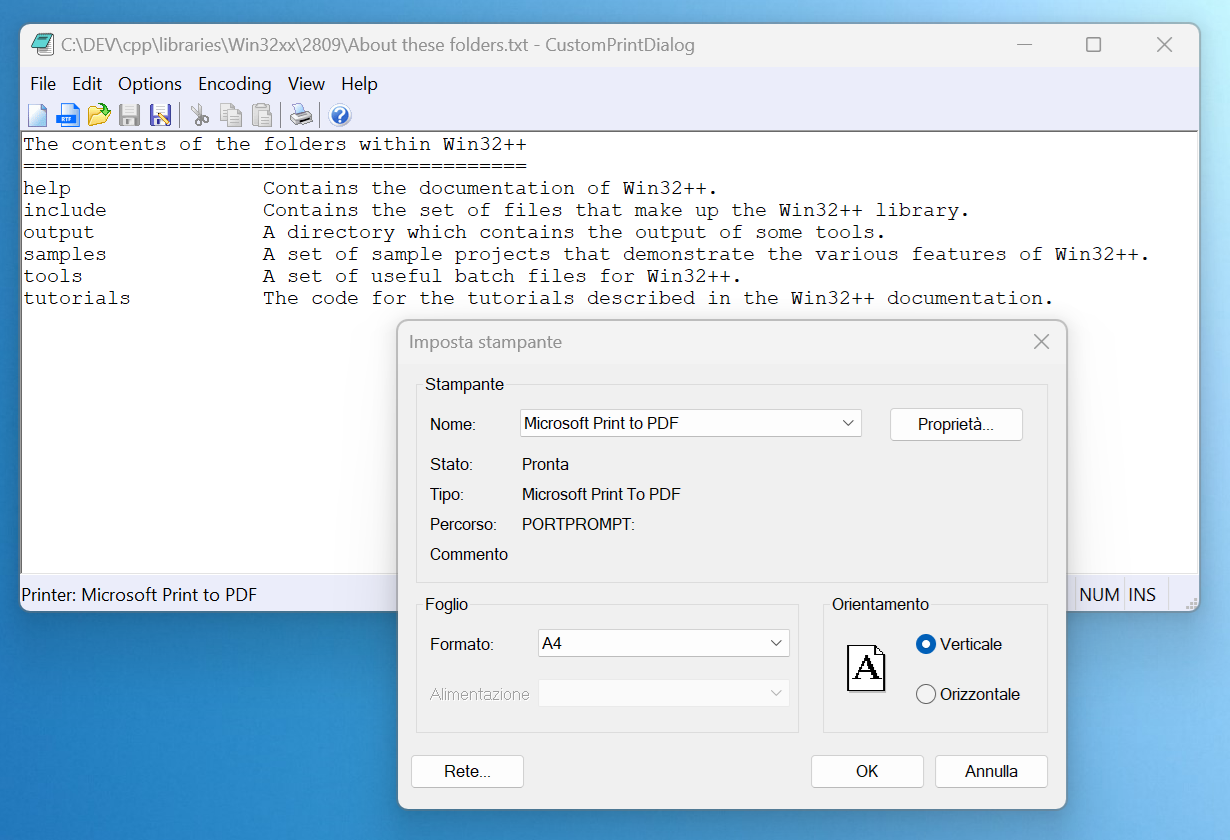 C:\DEV\cpp\libraries\Win32xx\2809\About these folders.txt - CustomPrintDialog
File Edit Options Encoding View Help
RTF
The contents of the folders within Win32++
==========================================
help Contains the documentation of Win32++.
include Contains the set of files that make up the Win32++ library.
output A directory which contains the output of some tools.
samples A set of sample projects that demonstrate the various features of Win32++.
tools A set of useful batch files for Win32++.
tutorials The code for the tutorials described in the Win32++ documentation.
Imposta stampante
Stampante
Nome: Microsoft Print to PDF Proprietà...
Stato: Pronta
Tipo: Microsoft Print To PDF
Percorso: PORTPROMPT:
Commento
Foglio
Formato: A4
Alimentazione
Orientamento
A
Verticale
Orizzontale
Rete... OK Annulla
Printer: Microsoft Print to PDF NUM INS